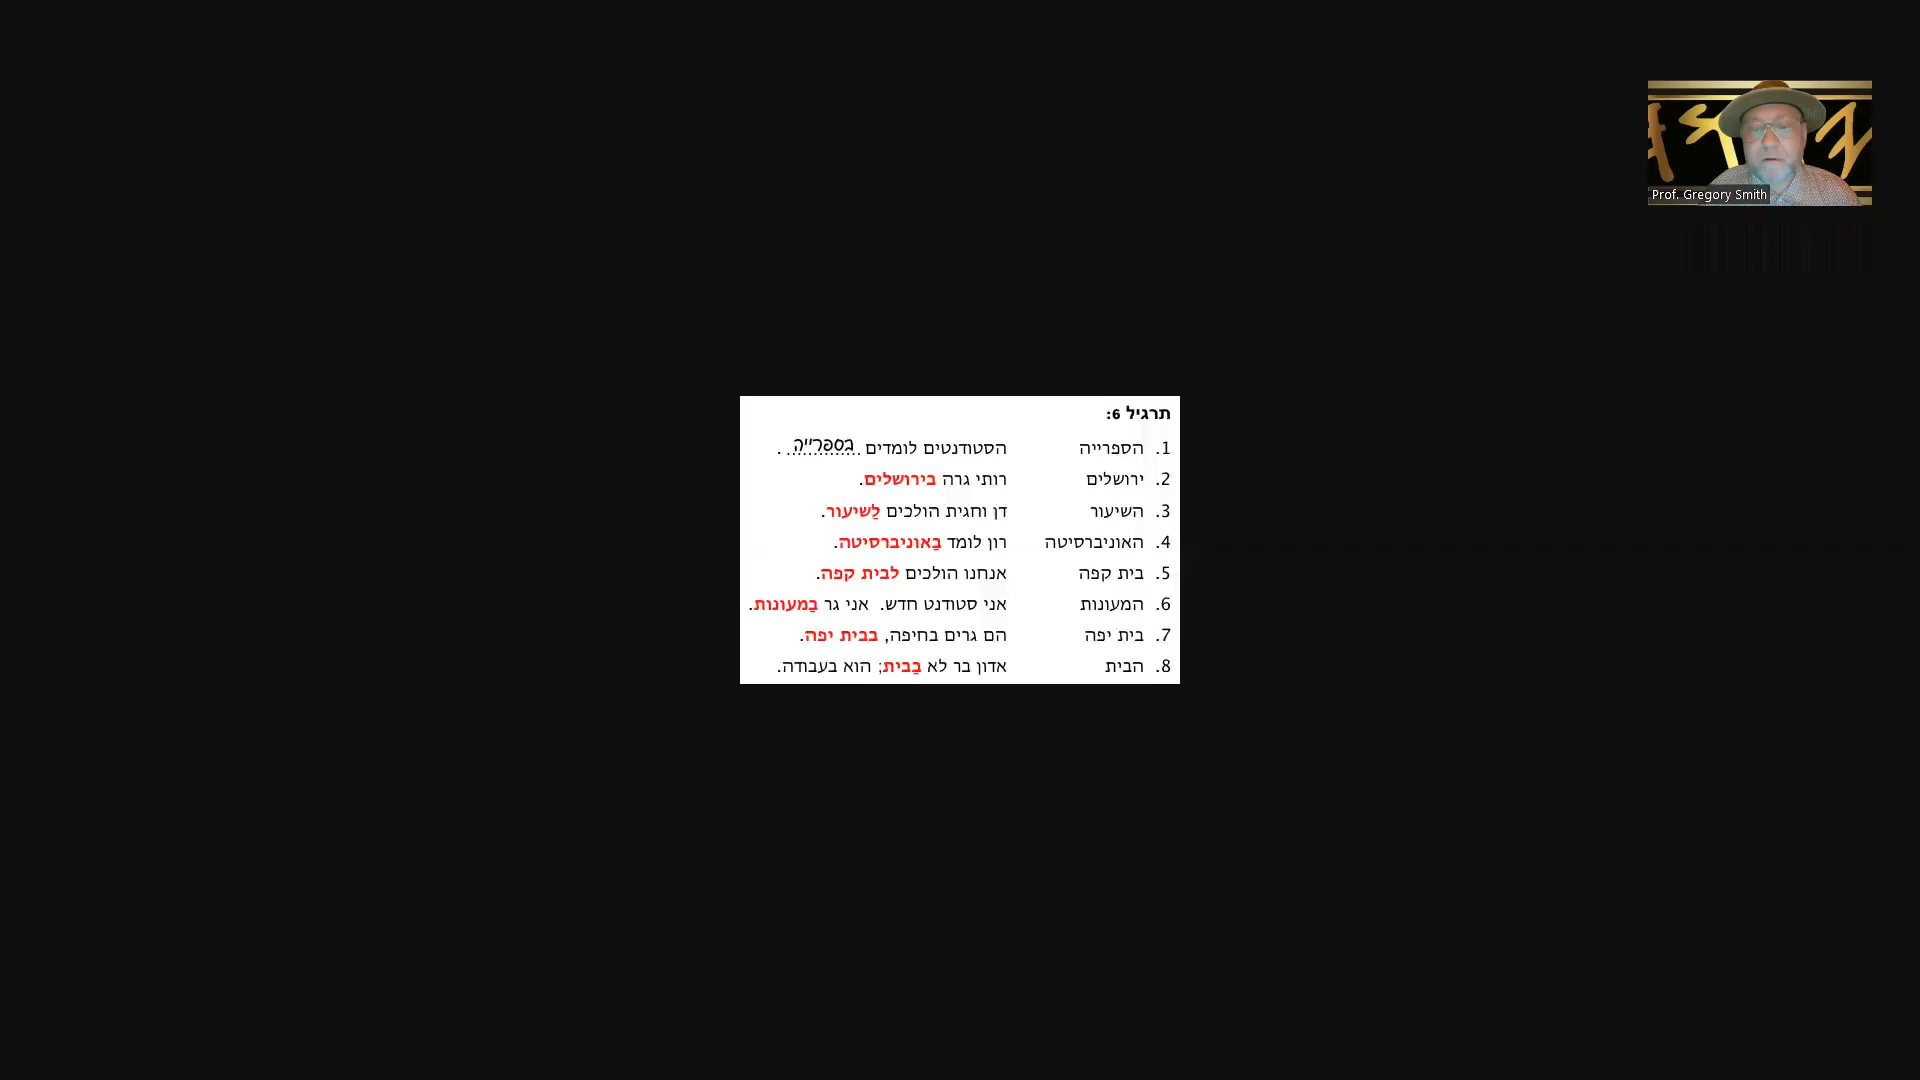 תרגיל 6:
1. הספרייה הסטודנטים לומדים בספרייה.
2. ירושלים רותי גרה בירושלים.
3. השיעור דן וחגית הולכים לַשיעור.
4. האוניברסיטה רון לומד בַאוניברסיטה.
5. בית קפה אנחנו הולכים לבית קפה.
6. המעונות אני סטודנט חדש. אני גר בַמעונות.
7. בית יפה הם גרים בחיפה, בבית יפה.
8. הבית אדון בר לא בַבית; הוא בעבודה.
Prof. Gregory Smith